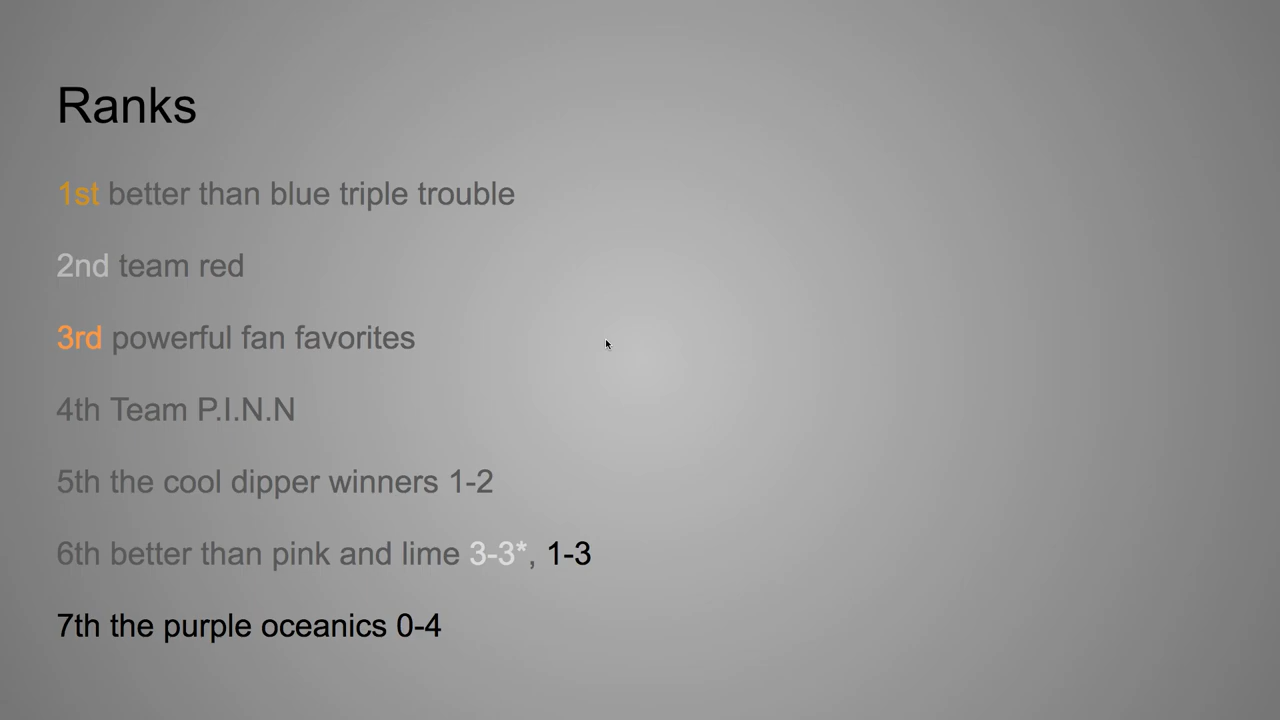 Ranks
1st better than blue triple trouble
2nd team red
3rd powerful fan favorites
4th Team P.I.N.N
5th the cool dipper winners 1-2
6th better than pink and lime 3-3*, 1-3
7th the purple oceanics 0-4